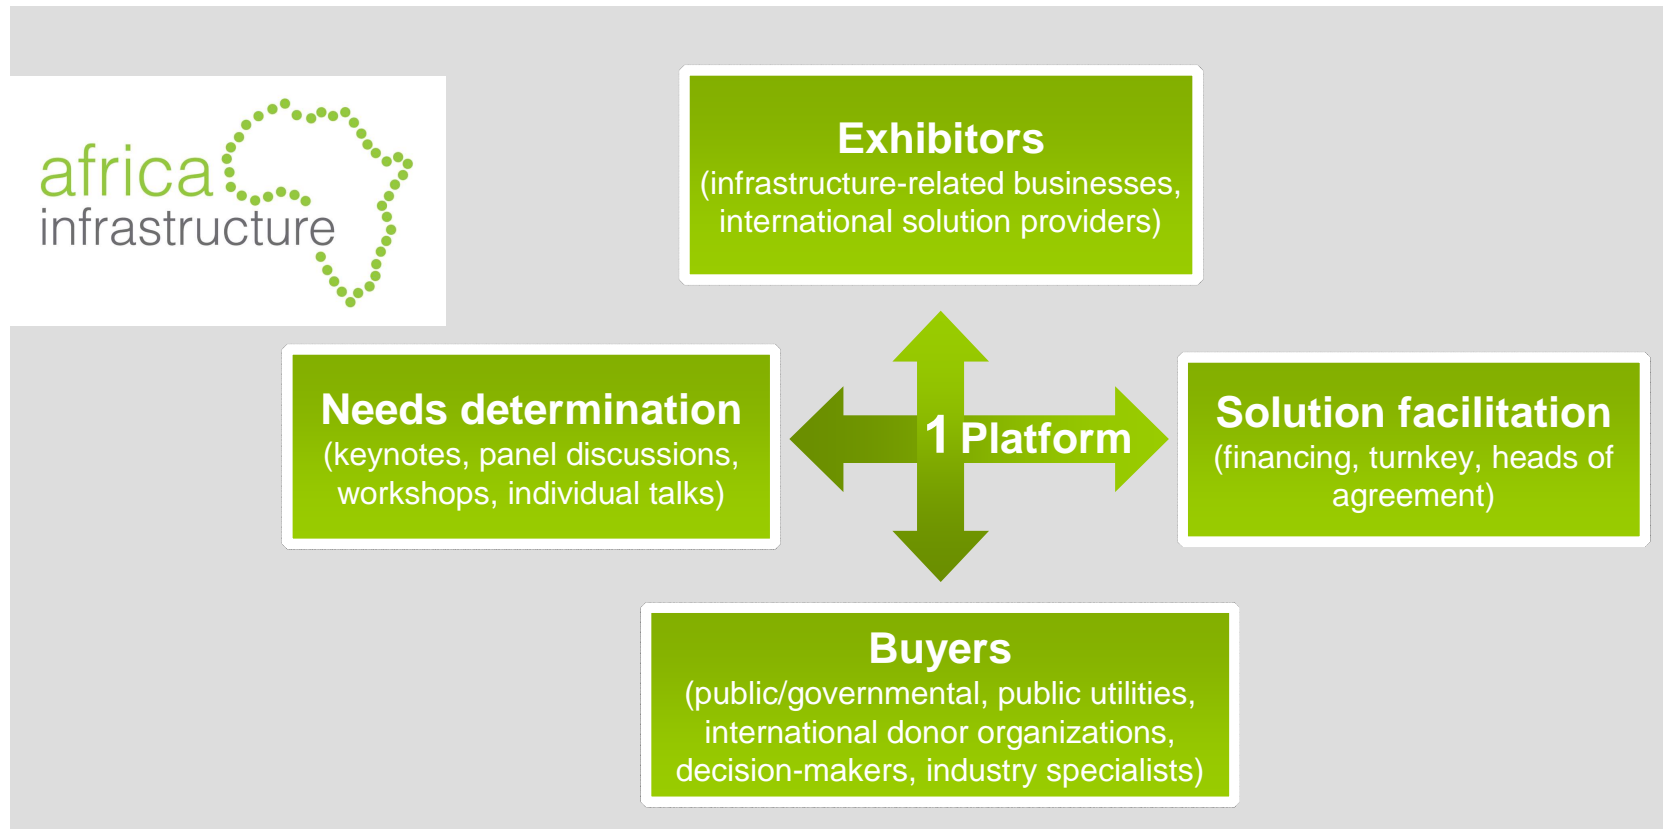 africa
infrastructure
Exhibitors
(infrastructure-related businesses,
international solution providers)
Needs determination
(keynotes, panel discussions,
workshops, individual talks)
1 Platform
Solution facilitation
(financing, turnkey, heads of
agreement)
Buyers
(public/governmental, public utilities,
international donor organizations,
decision-makers, industry specialists)